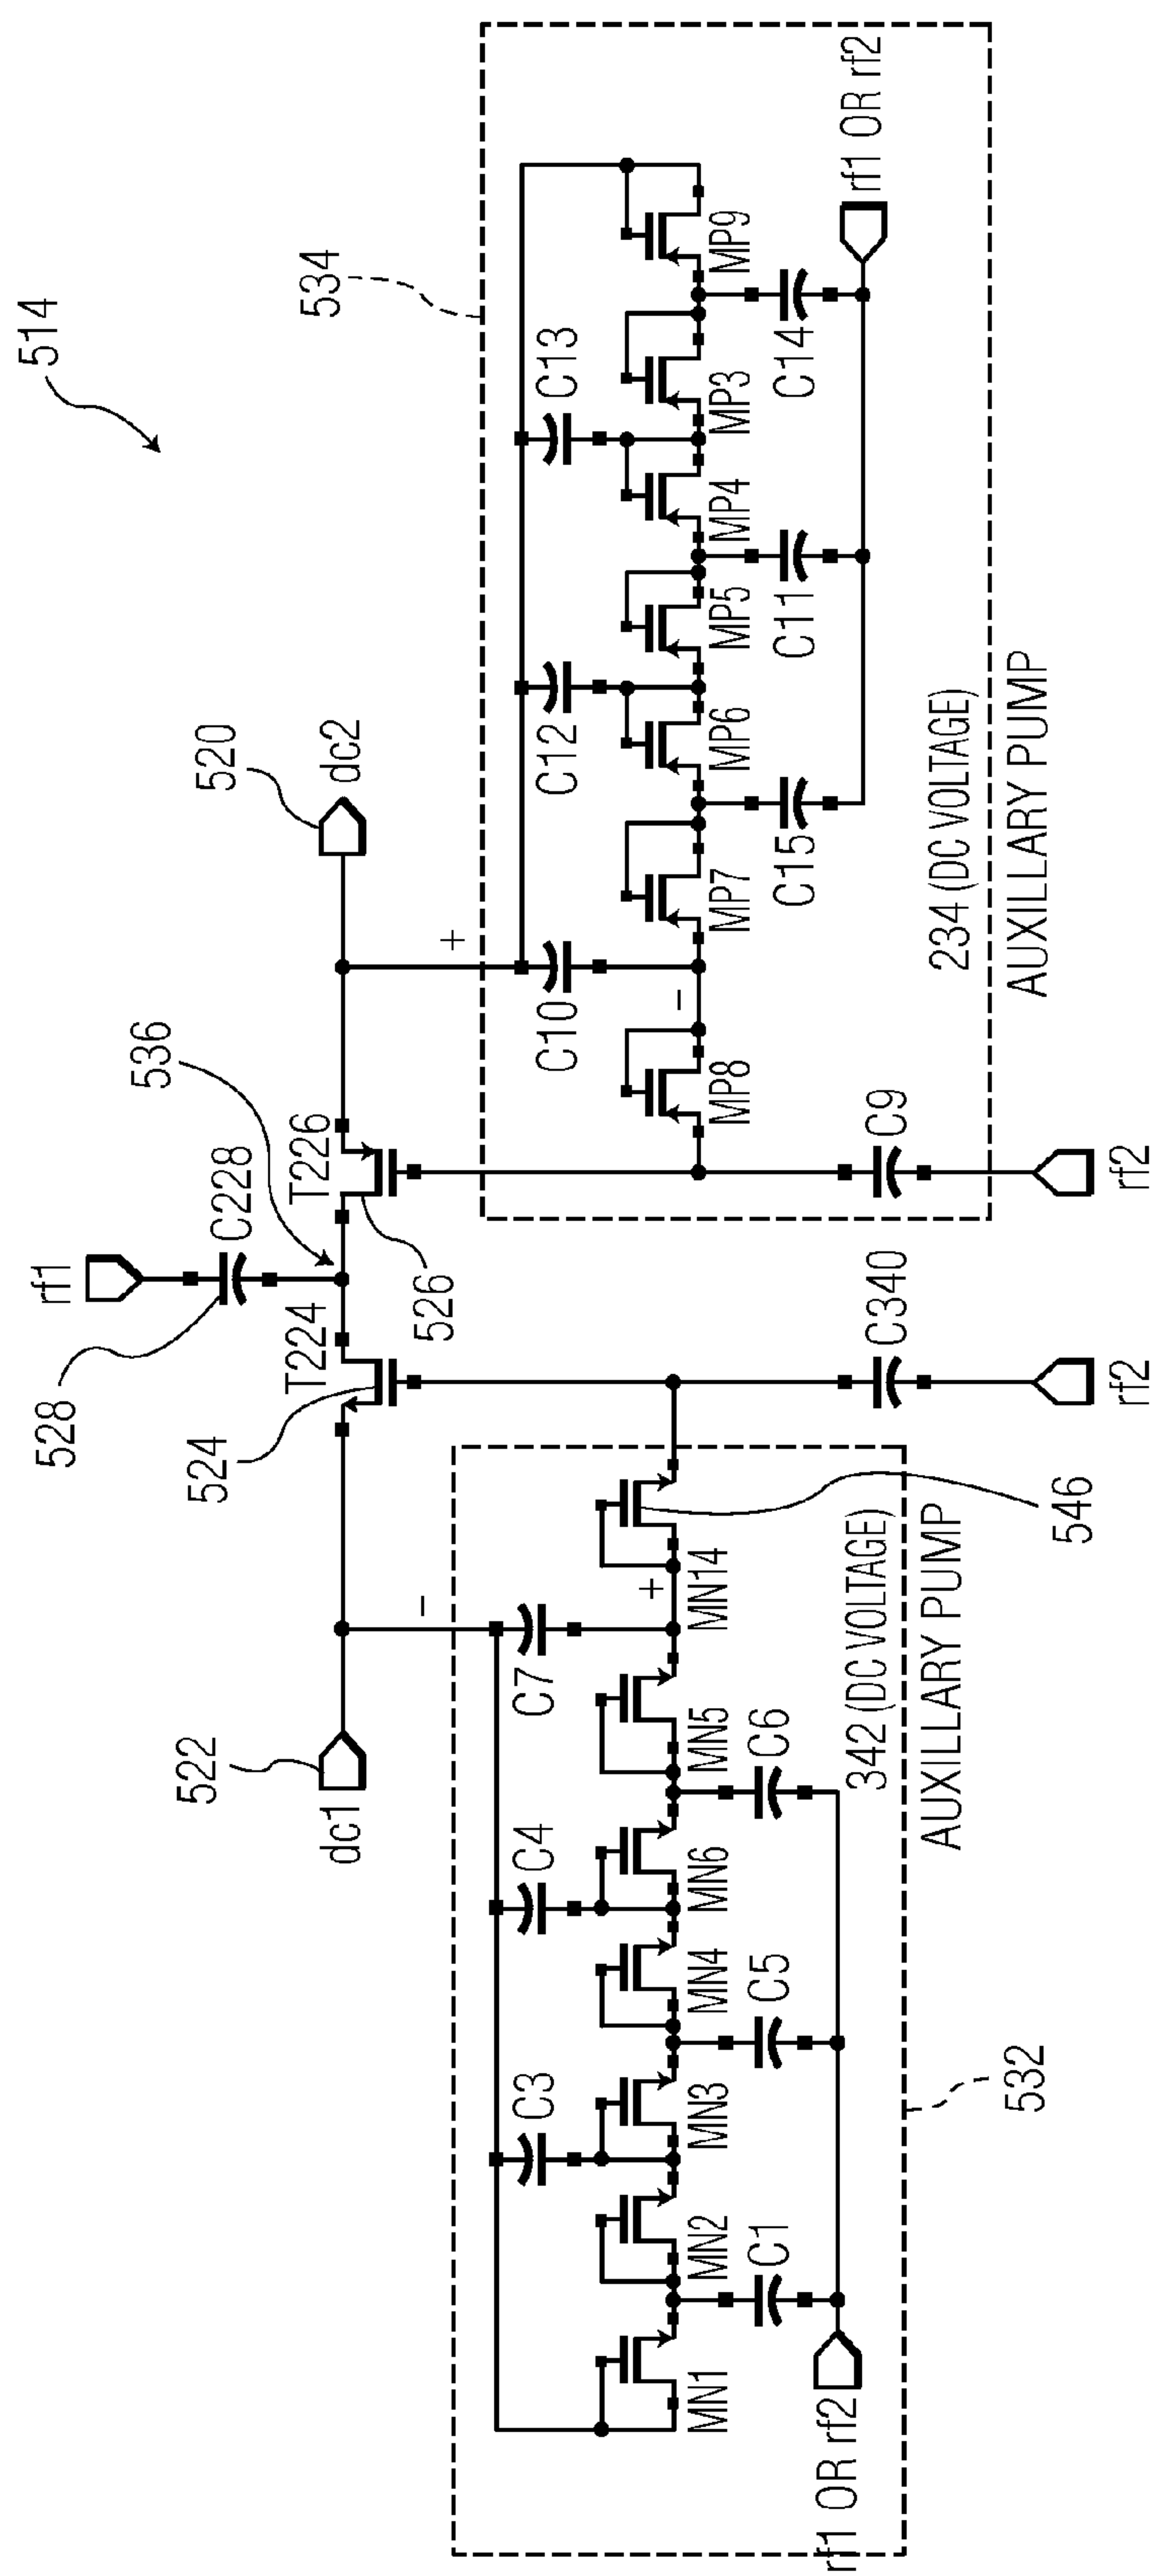 514
rf1
C228
528
536
T224
T226
524
526
522
dc1
520
dc2
532
534
−
+
C3
C4
C7
+
MN1
MN2
MN3
MN4
MN6
MN5
MN14
C1
C5
C6
rf1 OR rf2
342 (DC VOLTAGE)
AUXILLARY PUMP
546
C340
rf2
C9
rf2
C10
C12
C13
−
MP8
MP7
MP6
MP5
MP4
MP3
MP9
C15
C11
C14
rf1 OR rf2
234 (DC VOLTAGE)
AUXILLARY PUMP